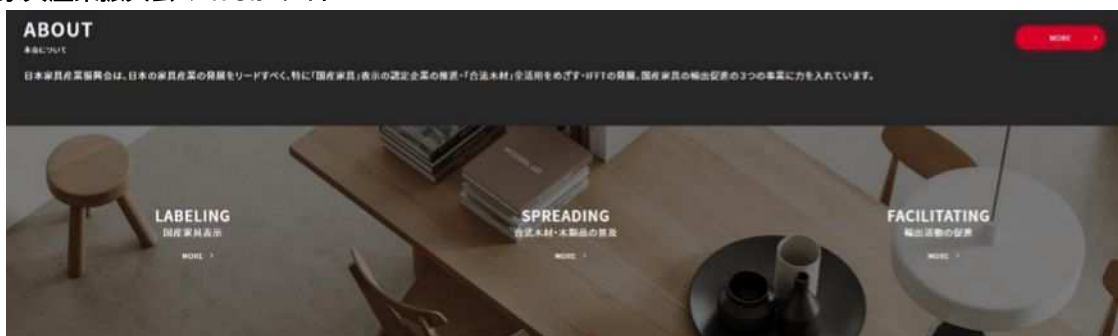 ABOUT
本会について
MORE
日本家具産業振興会は、日本の家具産業の発展をリードすべく、特に「国産家具」表示の認定企業の推進・「合法木材」全活用をめざす・IFFTの発展、国産家具の輸出促進の3つの事業に力を入れています。
LABELING
国産家具表示
MORE
SPREADING
合法木材・木製品の普及
MORE
FACILITATING
輸出活動の促進
MORE